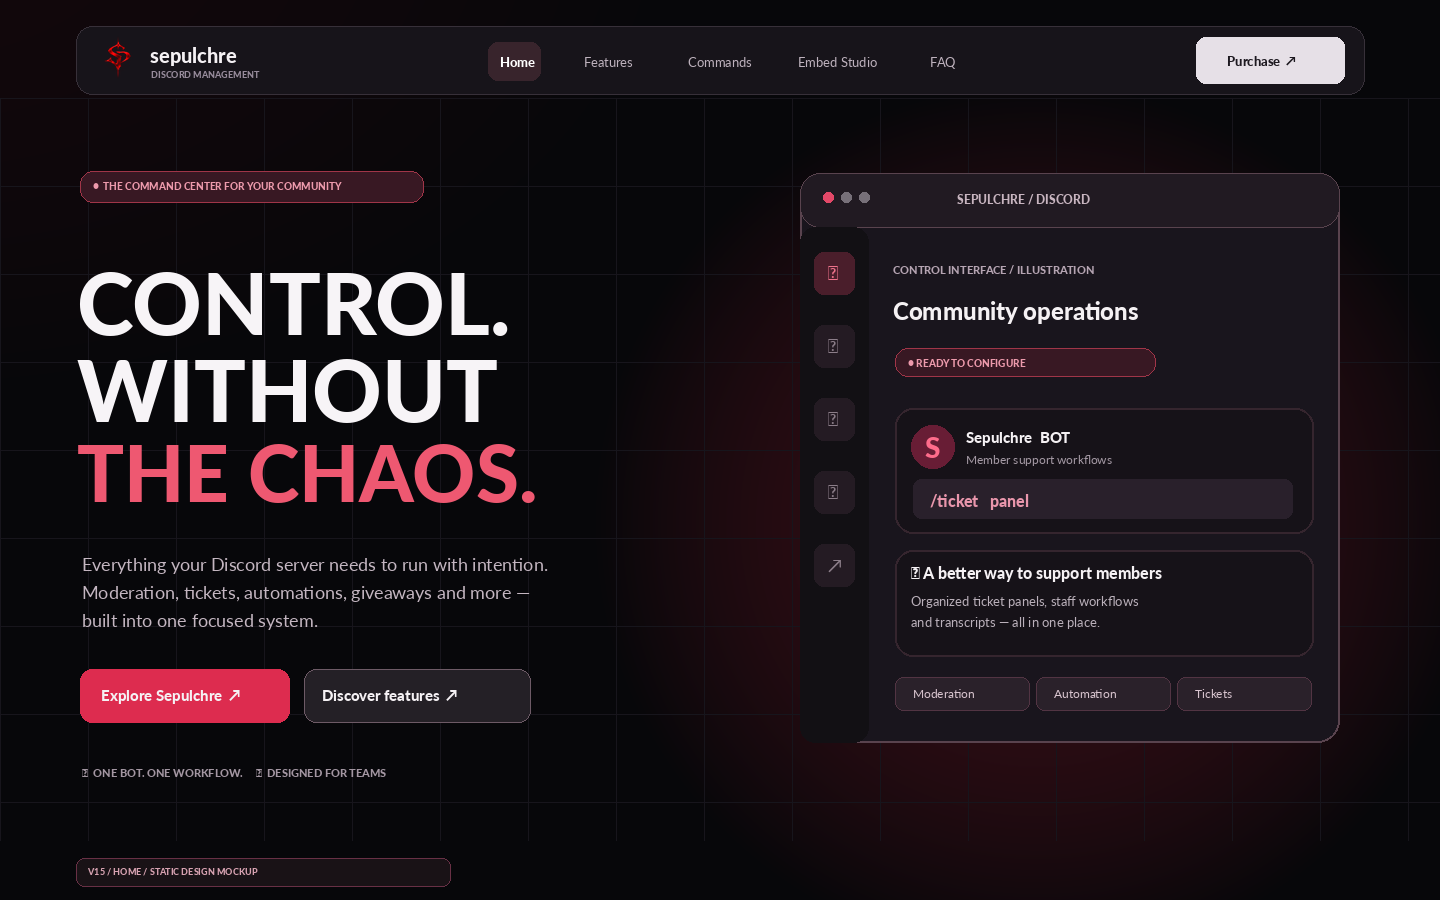 sepulchre
DISCORD MANAGEMENT
Home
Features
Commands
Embed Studio
FAQ
Purchase ↗
• THE COMMAND CENTER FOR YOUR COMMUNITY
CONTROL.
WITHOUT
THE CHAOS.
Everything your Discord server needs to run with intention.
Moderation, tickets, automations, giveaways and more —
built into one focused system.
Explore Sepulchre ↗
Discover features ↗
ONE BOT. ONE WORKFLOW.
DESIGNED FOR TEAMS
V15 / HOME / STATIC DESIGN MOCKUP
SEPULCHRE / DISCORD
CONTROL INTERFACE / ILLUSTRATION
Community operations
• READY TO CONFIGURE
S
Sepulchre BOT
Member support workflows
/ticket panel
A better way to support members
Organized ticket panels, staff workflows
and transcripts — all in one place.
Moderation
Automation
Tickets